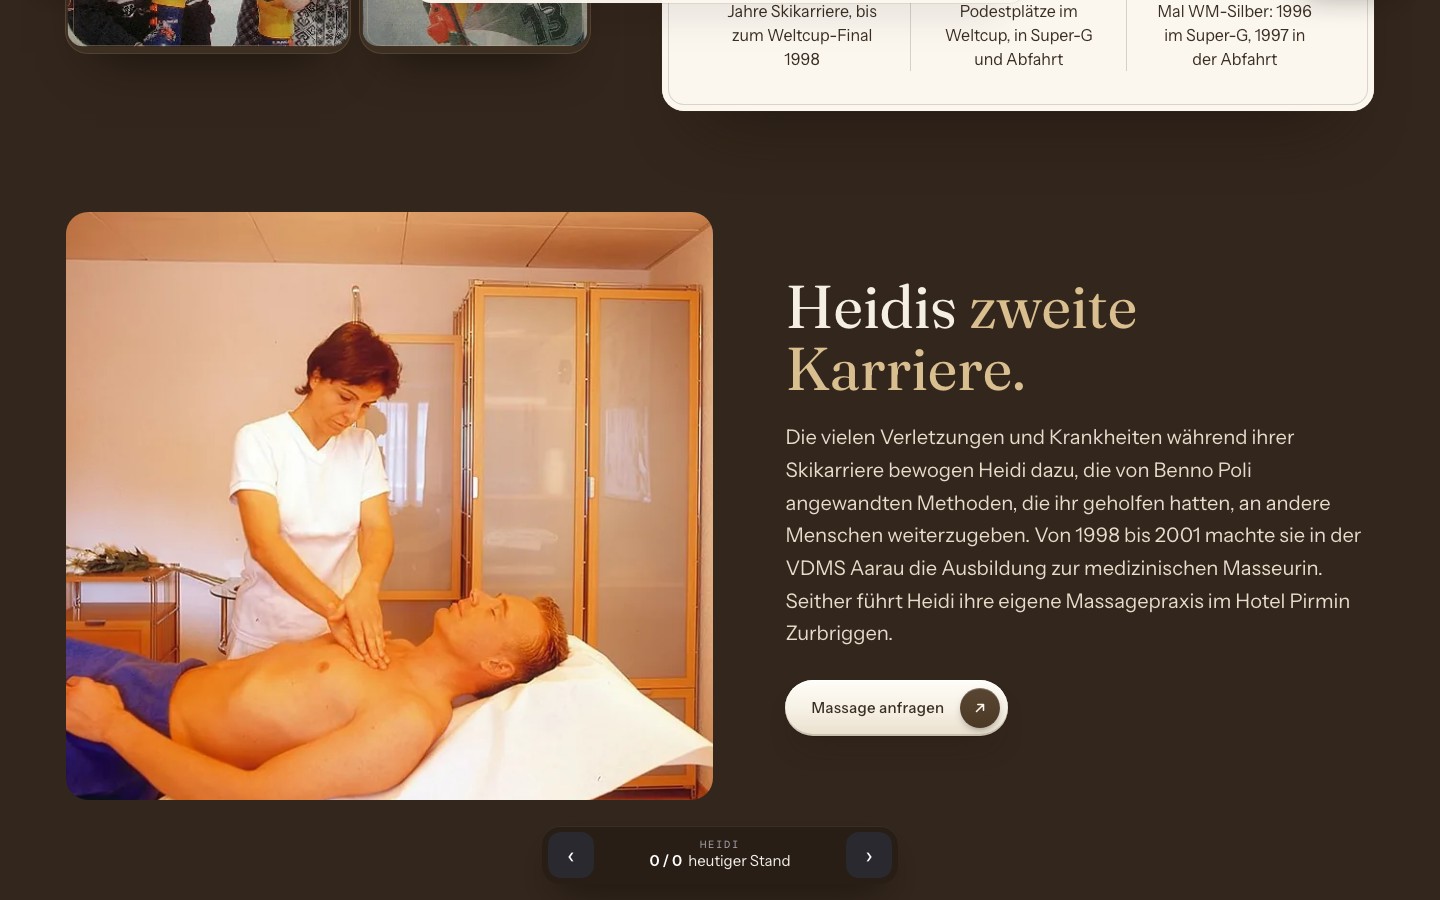 Jahre Skikarriere, bis
zum Weltcup-Final
1998
Podestplätze im
Weltcup, in Super-G
und Abfahrt
Mal WM-Silber: 1996
im Super-G, 1997 in
der Abfahrt
Heidis zweite
Karriere.
Die vielen Verletzungen und Krankheiten während ihrer
Skikarriere bewogen Heidi dazu, die von Benno Poli
angewandten Methoden, die ihr geholfen hatten, an andere
Menschen weiterzugeben. Von 1998 bis 2001 machte sie in der
VDMS Aarau die Ausbildung zur medizinischen Masseurin.
Seither führt Heidi ihre eigene Massagepraxis im Hotel Pirmin
Zurbriggen.
Massage anfragen
HEIDI
0 / 0 heutiger Stand